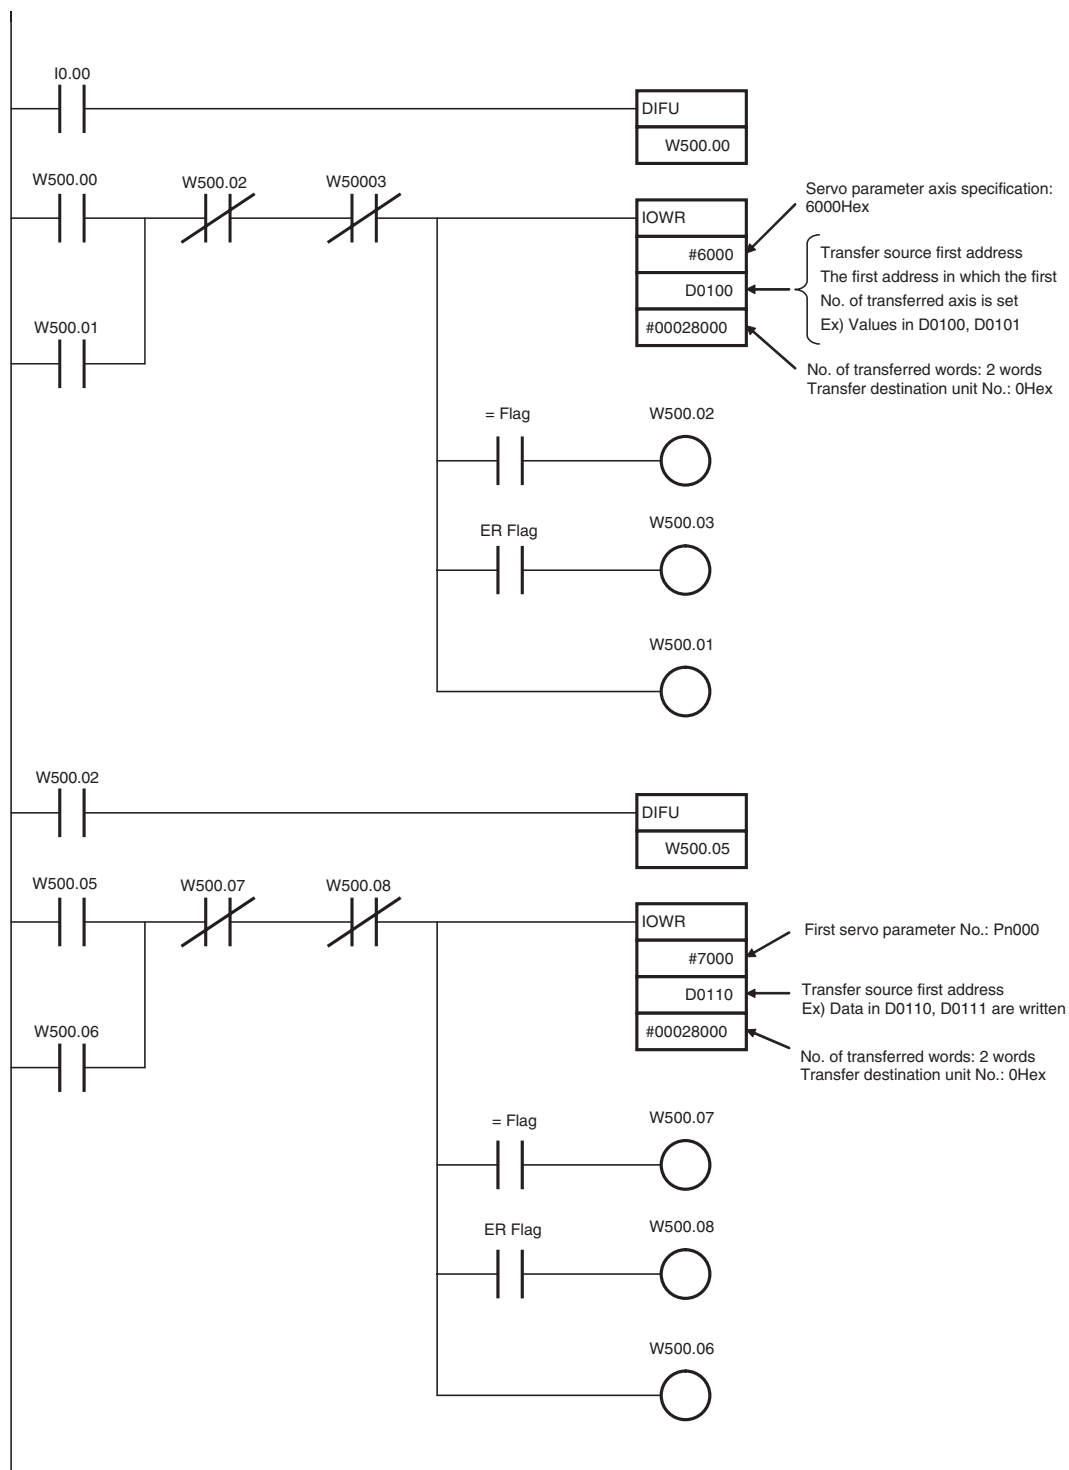 I0.00
DIFU
W500.00
W500.00
W500.02
W50003
IOWR
#6000
D0100
#00028000
Servo parameter axis specification:
6000Hex
Transfer source first address
The first address in which the first
No. of transferred axis is set
Ex) Values in D0100, D0101
No. of transferred words: 2 words
Transfer destination unit No.: 0Hex
W500.01
= Flag
W500.02
ER Flag
W500.03
W500.01
W500.02
DIFU
W500.05
W500.05
W500.07
W500.08
IOWR
#7000
D0110
#00028000
First servo parameter No.: Pn000
Transfer source first address
Ex) Data in D0110, D0111 are written
No. of transferred words: 2 words
Transfer destination unit No.: 0Hex
W500.06
= Flag
W500.07
ER Flag
W500.08
W500.06